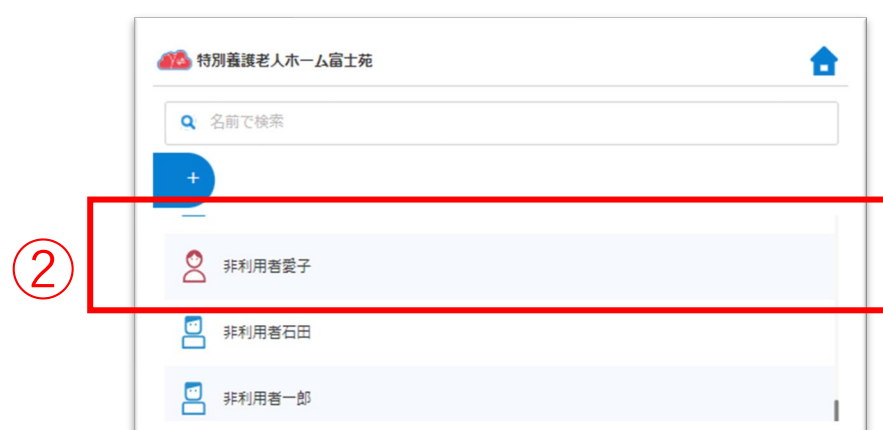 特別養護老人ホーム富士苑
名前で検索
+
②
非利用者愛子
非利用者石田
非利用者一郎